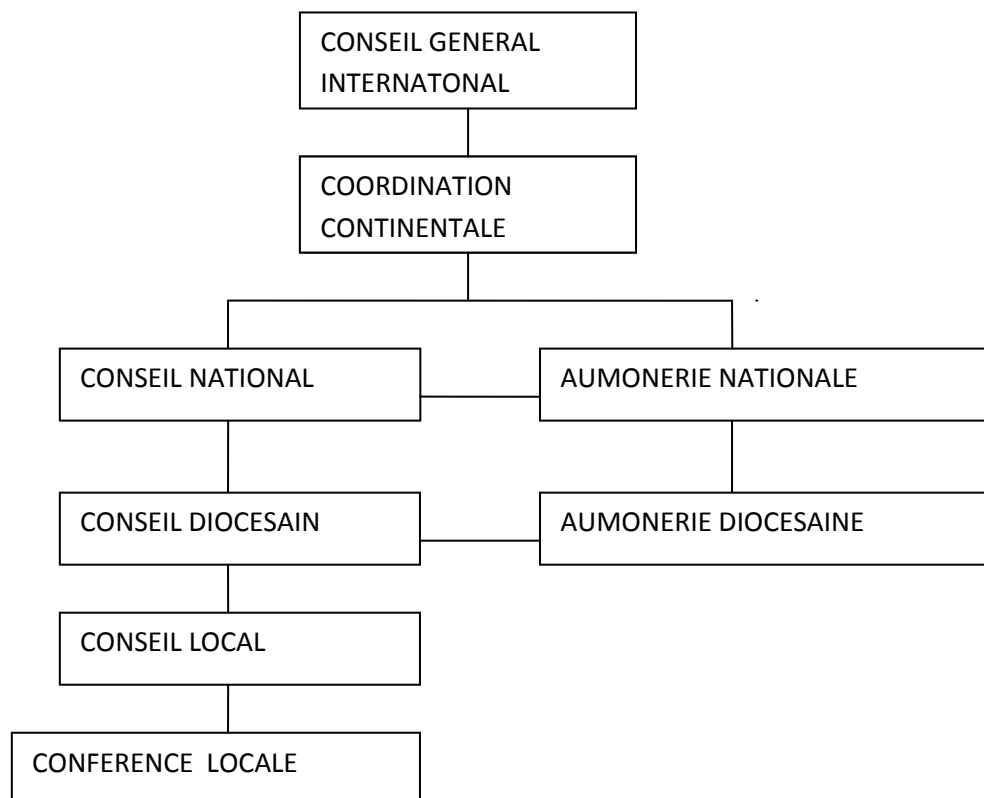 CONSEIL GENERAL
INTERNATONAL
COORDINATION
CONTINENTALE
CONSEIL NATIONAL
AUMONERIE NATIONALE
CONSEIL DIOCESAIN
AUMONERIE DIOCESAINE
CONSEIL LOCAL
CONFERENCE LOCALE